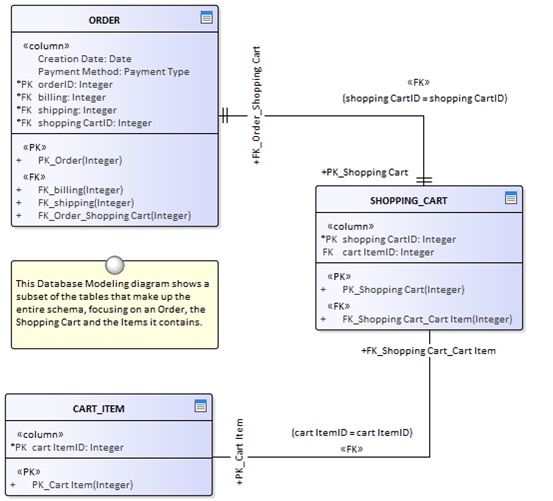 ORDER
«column»
Creation Date: Date
Payment Method: Payment Type
*PK orderID: Integer
*FK billing: Integer
*FK shipping: Integer
*FK shopping CartID: Integer
«PK»
+ PK_Order(Integer)
«FK»
+ FK_billing(Integer)
+ FK_shipping(Integer)
+ FK_Order_Shopping Cart(Integer)
+FK_Order_Shopping Cart
«FK»
(shopping CartID = shopping CartID)
+PK_Shopping Cart
SHOPPING_CART
«column»
*PK shopping CartID: Integer
FK cart ItemID: Integer
«PK»
+ PK_Shopping Cart(Integer)
«FK»
+ FK_Shopping Cart_Cart Item(Integer)
This Database Modeling diagram shows a
subset of the tables that make up the
entire schema, focusing on an Order, the
Shopping Cart and the Items it contains.
+FK_Shopping Cart_Cart Item
(cart ItemID = cart ItemID)
«FK»
+PK_Cart Item
CART_ITEM
«column»
*PK cart ItemID: Integer
«PK»
+ PK_Cart Item(Integer)